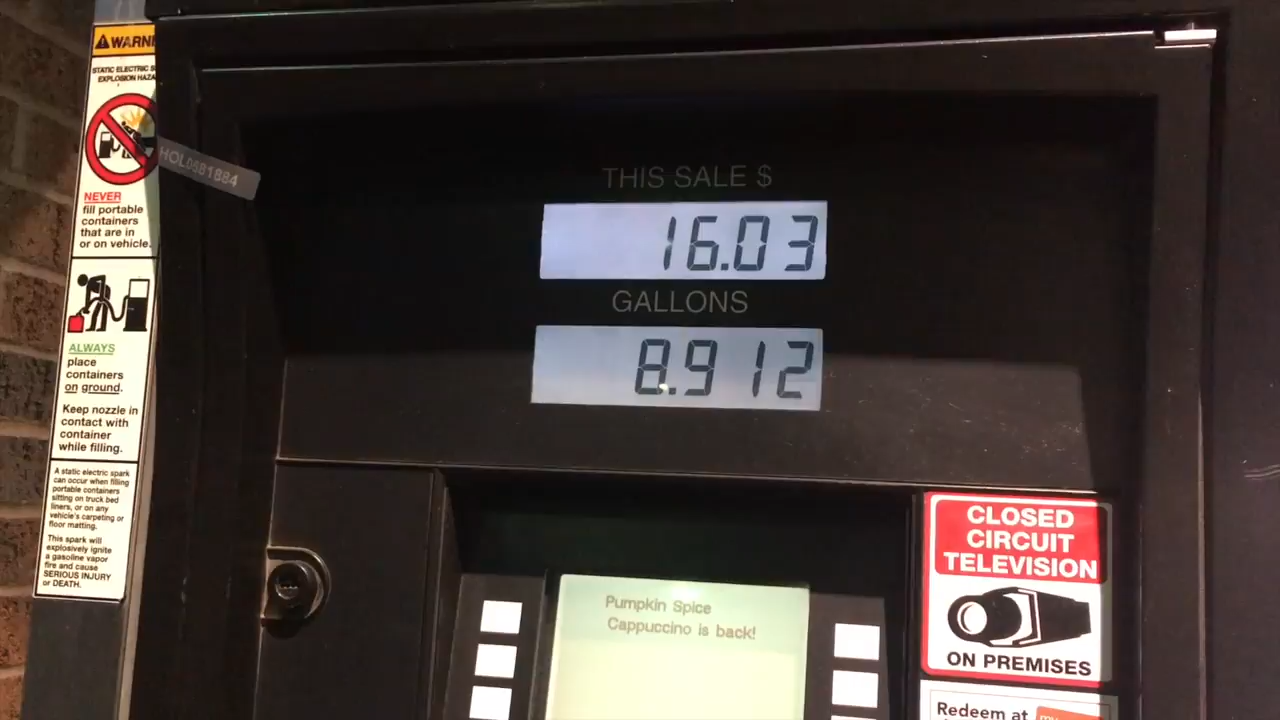 WARNI
STATIC ELECTRIC S
EXPLOSION HAZA
NEVER
fill portable
containers
that are in
or on vehicle.
ALWAYS
place
containers
on ground.
Keep nozzle in
contact with
container
while filling.
A static electric spark
can occur when filling
portable containers
sitting on truck bed
liners, or on any
vehicle's carpeting or
floor matting.
This spark will
explosively ignite
a gasoline vapor
fire and cause
SERIOUS INJURY
or DEATH.
HOL0581884
THIS SALE $
16.03
GALLONS
8.912
Pumpkin Spice
Cappuccino is back!
CLOSED
CIRCUIT
TELEVISION
ON PREMISES
Redeem at